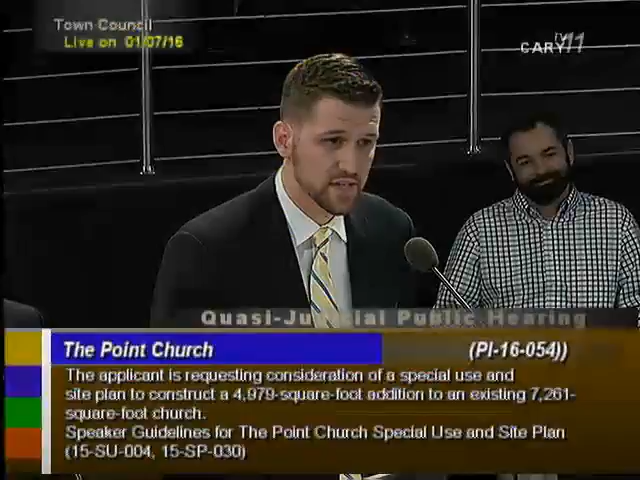 Town Council
Live on 01/07/16
CARY tv 11
Quasi-Judicial Public Hearing
The Point Church (PI-16-054))
The applicant is requesting consideration of a special use and
site plan to construct a 4,979-square-foot addition to an existing 7,261-
square-foot church.
Speaker Guidelines for The Point Church Special Use and Site Plan
(15-SU-004, 15-SP-030)